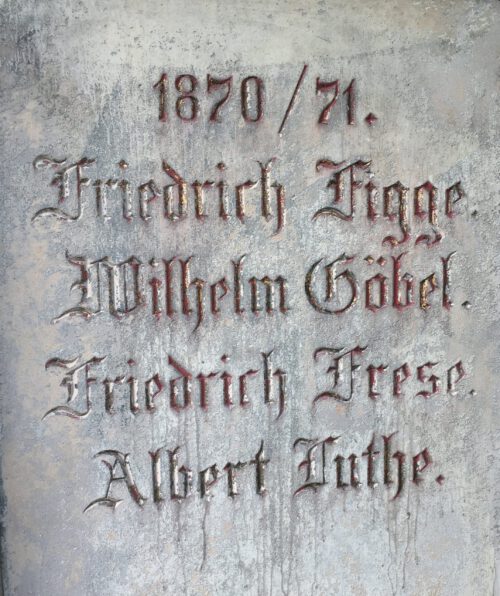 1870/71.
Friedrich Figge.
Wilhelm Göbel.
Friedrich Frese.
Albert Luthe.